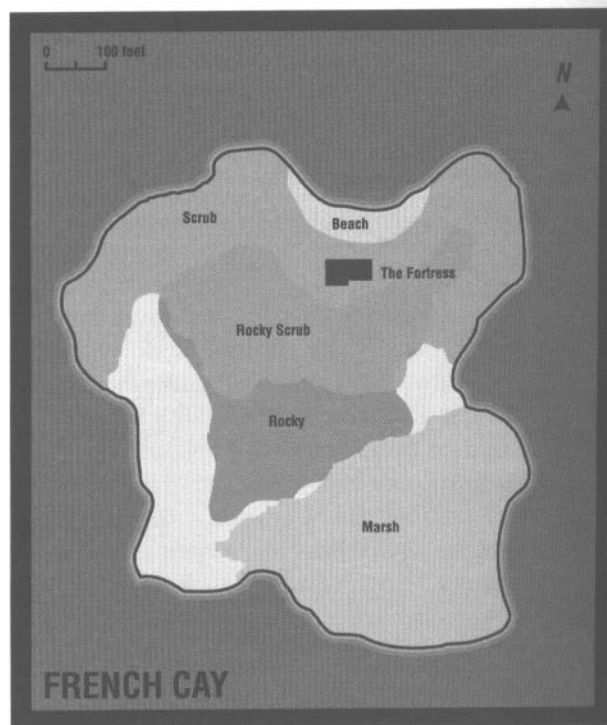 0 100 feet
N
Scrub
Beach
The Fortress
Rocky Scrub
Rocky
Marsh
FRENCH CAY